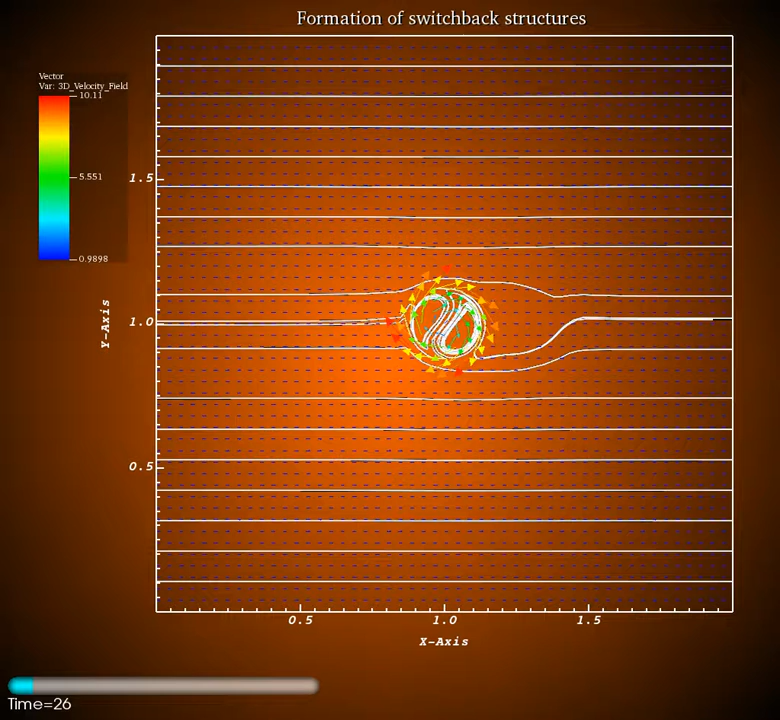 Formation of switchback structures
Vector
Var: 3D_Velocity_Field
10.11
5.551
0.9898
1.5
1.0
0.5
Y-Axis
0.5
1.0
1.5
X-Axis
Time=26